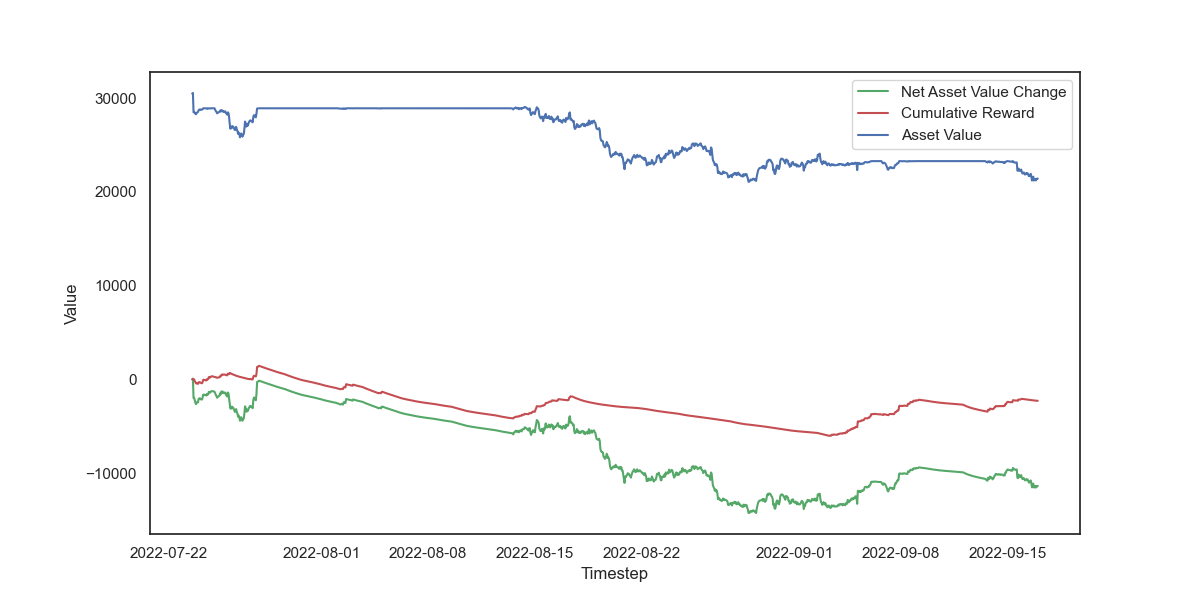 Net Asset Value Change
Cumulative Reward
Asset Value
30000
20000
10000
0
−10000
Value
2022-07-22 2022-08-01 2022-08-08 2022-08-15 2022-08-22 2022-09-01 2022-09-08 2022-09-15
Timestep